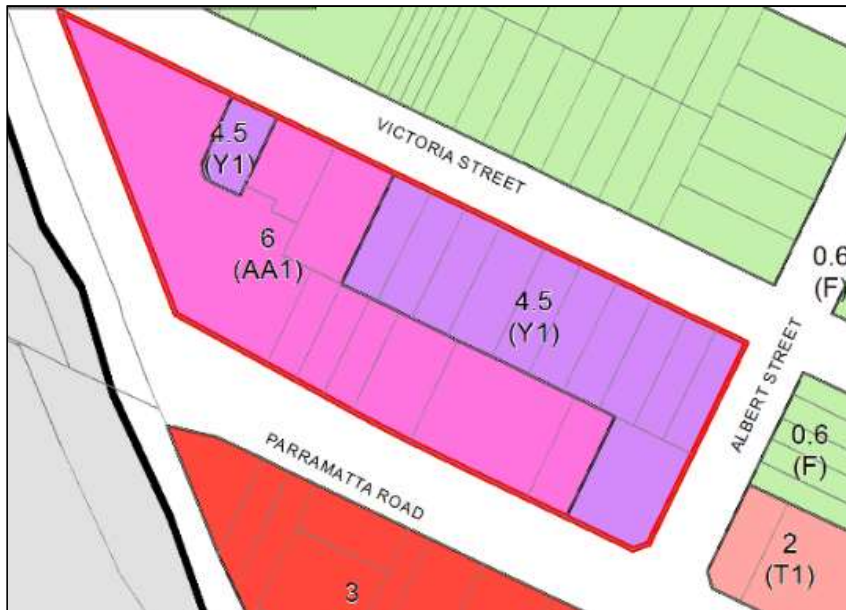 4.5
(Y1)
VICTORIA STREET
6
(AA1)
0.6
(F)
4.5
(Y1)
ALBERT STREET
PARRAMATTA ROAD
0.6
(F)
2
(T1)
3